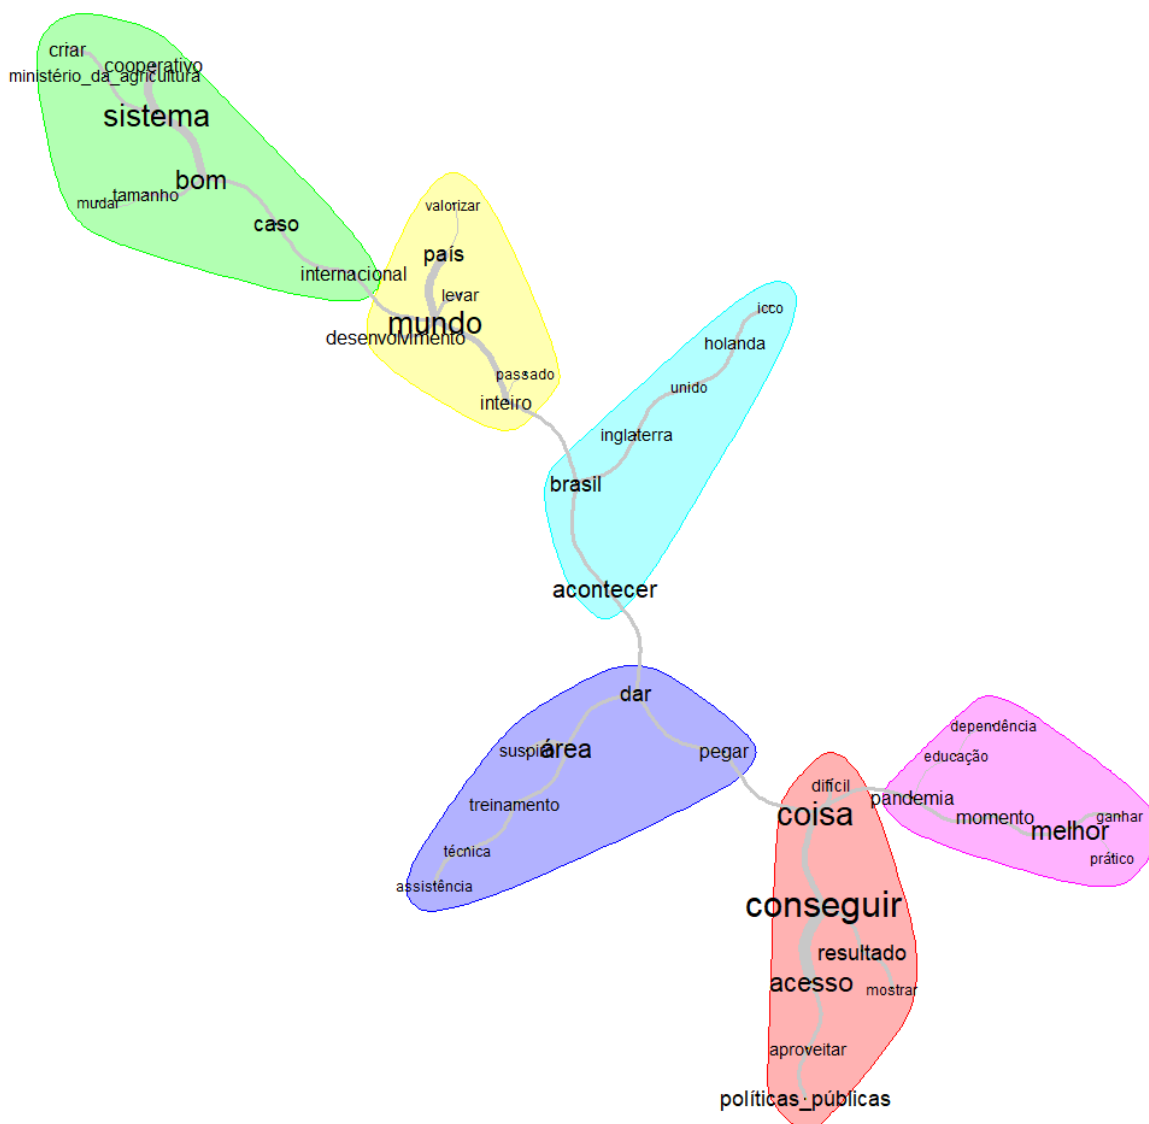 criar
cooperativo
ministério_da_agricultura
sistema
bom
tamanho
mudar
caso
internacional
valorizar
país
levar
mundo
desenvolvimento
passado
inteiro
icco
holanda
unido
inglaterra
brasil
acontecer
dar
área
pegar
treinamento
técnica
assistência
difícil
coisa
dependência
educação
pandemia
momento
ganhar
melhor
prático
conseguir
resultado
acesso
mostrar
aproveitar
políticas_públicas